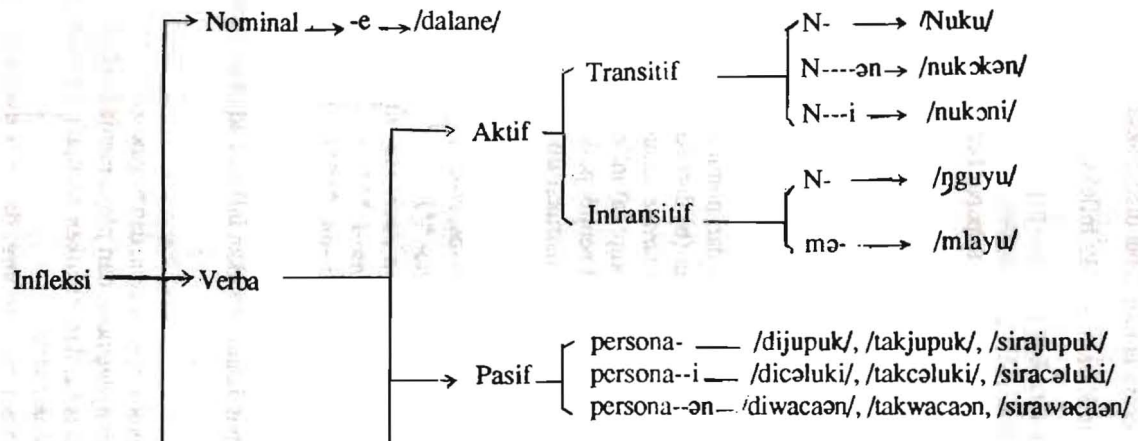 Nominal → -e → /dalane/
N- → /Nuku/
Transitif N----ən → /nukɔkən/
N---i → /nukɔni/
Aktif
N- → /ŋguyu/
Intransitif
mə- → /mlayu/
Infleksi → Verba
persona- — /dijupuk/, /takjupuk/, /sirajupuk/
Pasif persona--i — /dicəluki/, /takcəluki/, /siracəluki/
persona--ən — /diwacaən/, /takwacaɔn, /sirawacaən/